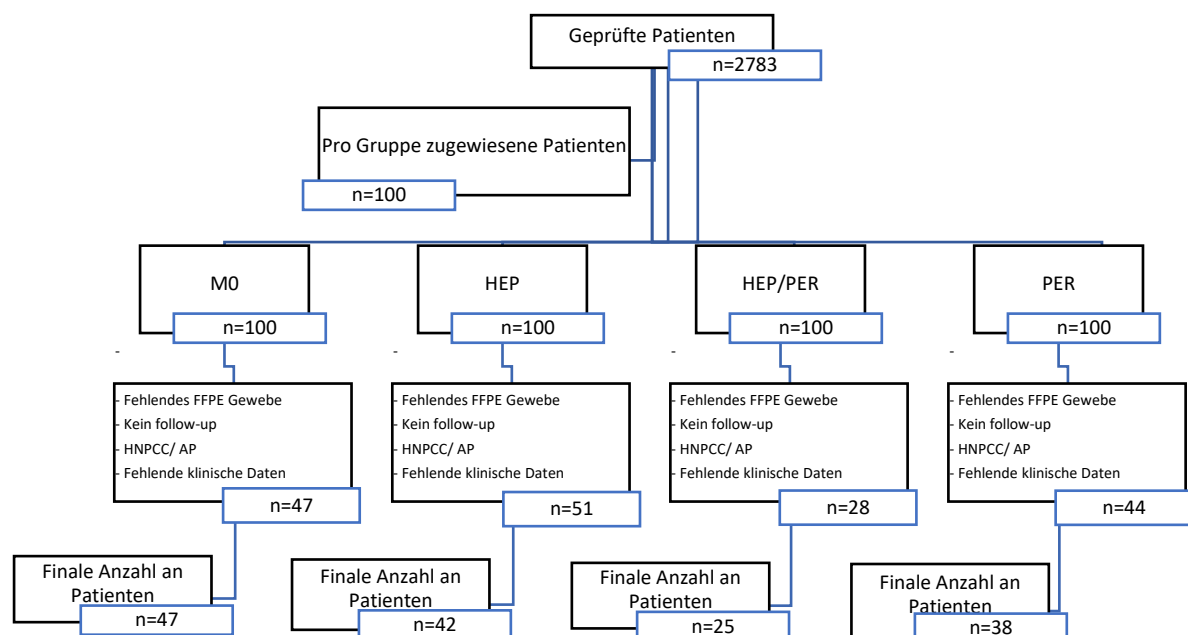 Geprüfte Patienten
n=2783
Pro Gruppe zugewiesene Patienten
n=100
M0
n=100
HEP
n=100
HEP/PER
n=100
PER
n=100
-
-
-
-
- Fehlendes FFPE Gewebe
- Kein follow-up
- HNPCC/ AP
- Fehlende klinische Daten
n=47
- Fehlendes FFPE Gewebe
- Kein follow-up
- HNPCC/ AP
- Fehlende klinische Daten
n=51
- Fehlendes FFPE Gewebe
- Kein follow-up
- HNPCC/ AP
- Fehlende klinische Daten
n=28
- Fehlendes FFPE Gewebe
- Kein follow-up
- HNPCC/ AP
- Fehlende klinische Daten
n=44
Finale Anzahl an
Patienten
n=47
Finale Anzahl an
Patienten
n=42
Finale Anzahl an
Patienten
n=25
Finale Anzahl an
Patienten
n=38